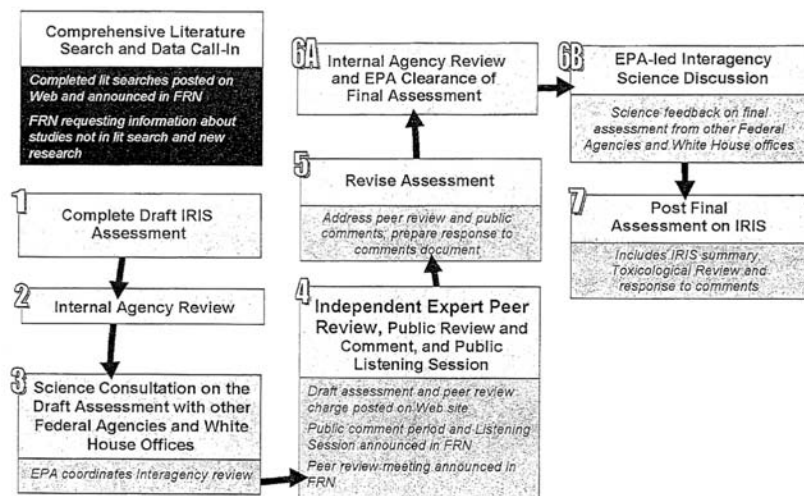 Comprehensive Literature
Search and Data Call-In
Completed lit searches posted on
Web and announced in FRN
FRN requesting information about
studies not in lit search and new
research
1
Complete Draft IRIS
Assessment
2
Internal Agency Review
3
Science Consultation on the
Draft Assessment with other
Federal Agencies and White
House Offices
EPA coordinates Interagency review
4
Independent Expert Peer
Review, Public Review and
Comment, and Public
Listening Session
Draft assessment and peer review
charge posted on Web site
Public comment period and Listening
Session announced in FRN
Peer review meeting announced in
FRN
5
Revise Assessment
Address peer review and public
comments; prepare response to
comments document
6A
Internal Agency Review
and EPA Clearance of
Final Assessment
6B
EPA-led Interagency
Science Discussion
Science feedback on final
assessment from other Federal
Agencies and White House offices
7
Post Final
Assessment on IRIS
Includes IRIS summary,
Toxicological Review and
response to comments